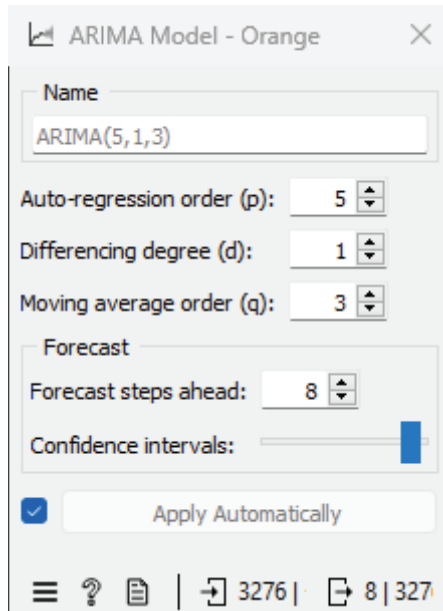 ARIMA Model - Orange
Name
ARIMA(5,1,3)
Auto-regression order (p): 5
Differencing degree (d): 1
Moving average order (q): 3
Forecast
Forecast steps ahead: 8
Confidence intervals:
Apply Automatically
? 3276 | 8 | 327